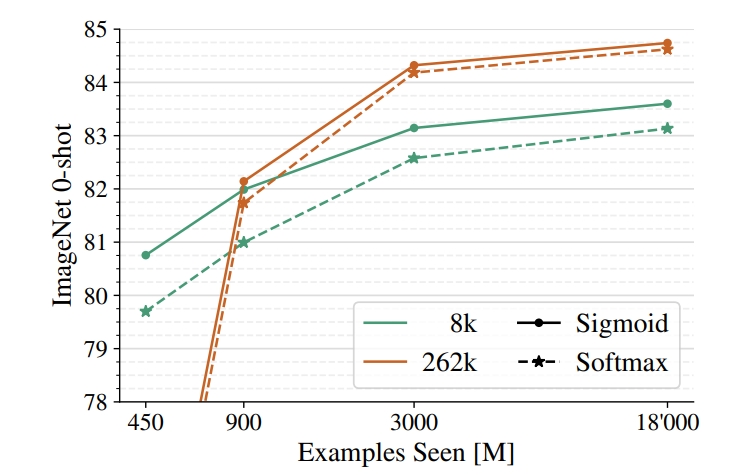 85
84
83
82
81
80
79
78
ImageNet 0-shot
8k
Sigmoid
262k
Softmax
450
900
3000
18'000
Examples Seen [M]